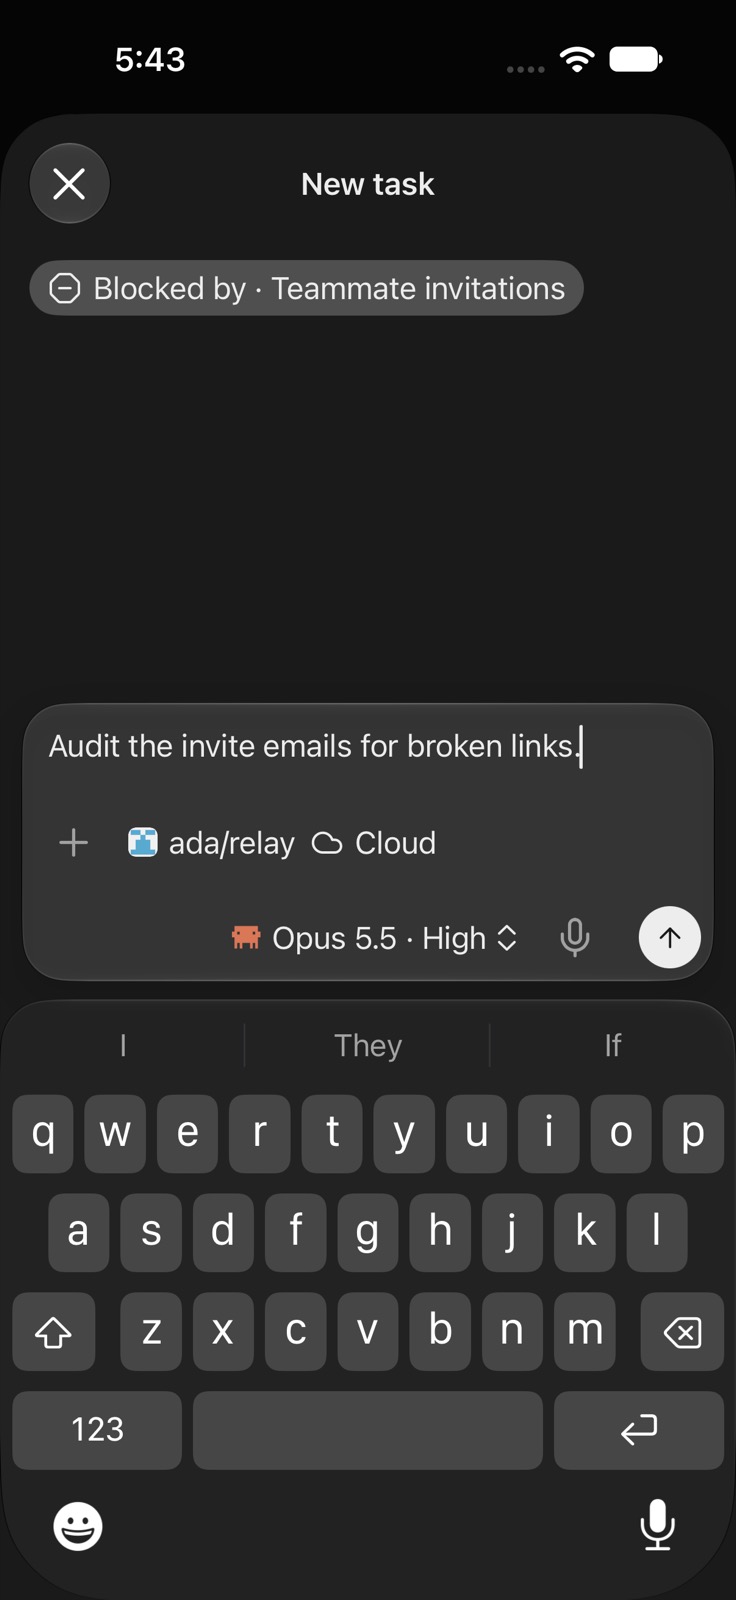 5:43
New task
Blocked by · Teammate invitations
Audit the invite emails for broken links.
ada/relay Cloud
Opus 5.5 · High
I They If
q w e r t y u i o p
a s d f g h j k l
z x c v b n m
123